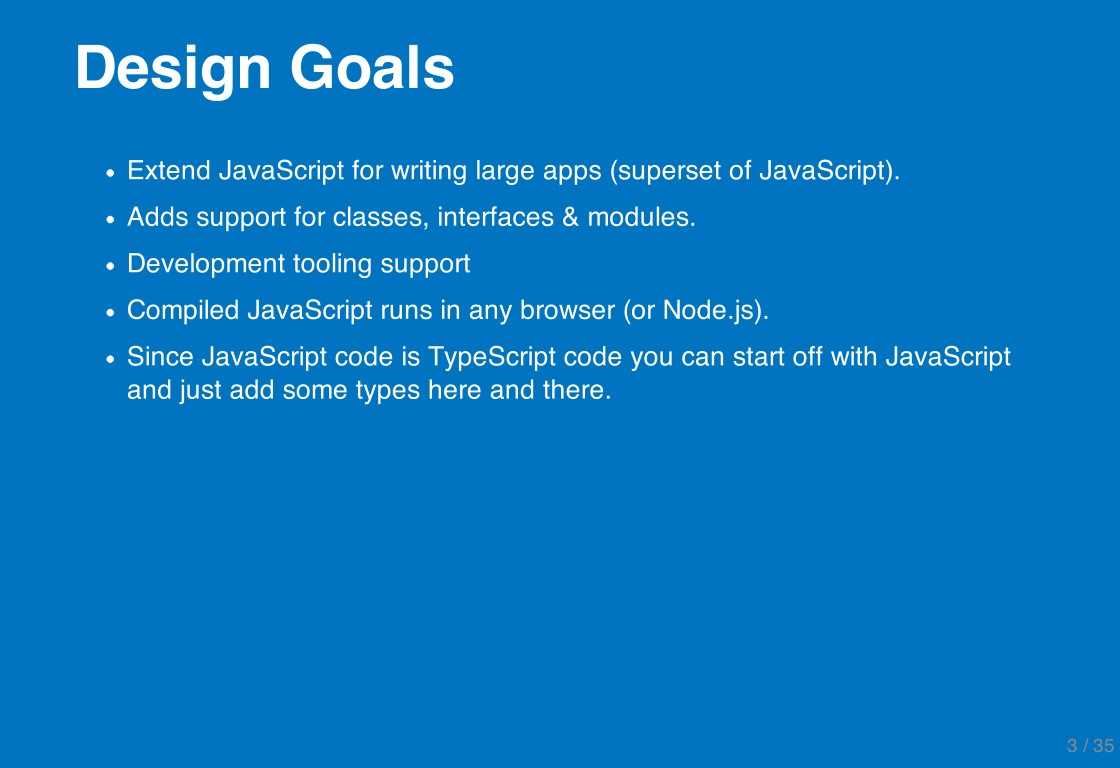 Design Goals
• Extend JavaScript for writing large apps (superset of JavaScript).
• Adds support for classes, interfaces & modules.
• Development tooling support
• Compiled JavaScript runs in any browser (or Node.js).
• Since JavaScript code is TypeScript code you can start off with JavaScript
and just add some types here and there.
3 / 35